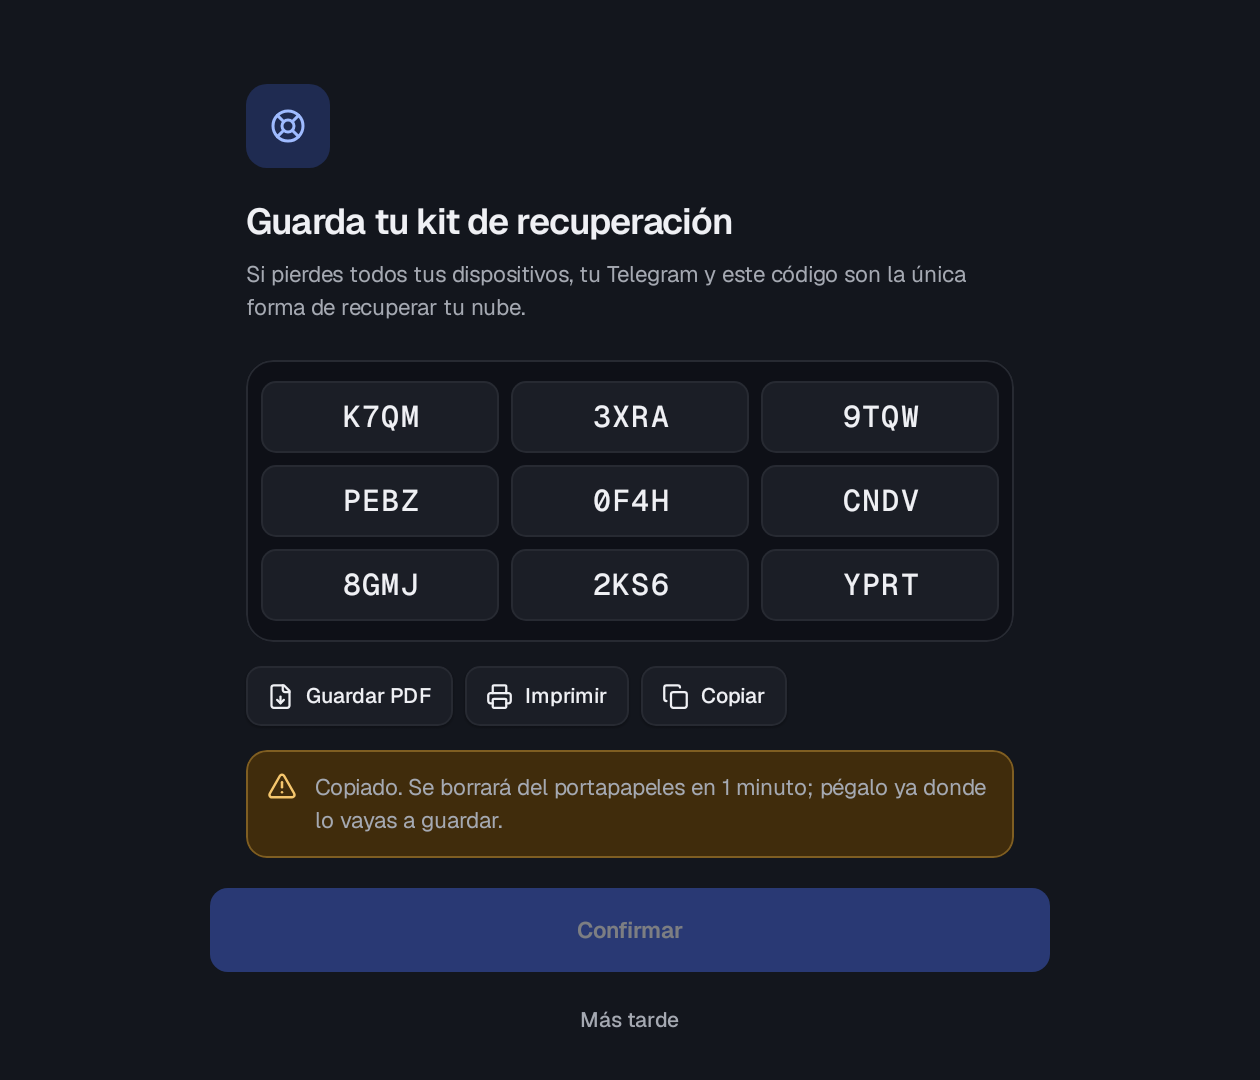 Guarda tu kit de recuperación
Si pierdes todos tus dispositivos, tu Telegram y este código son la única
forma de recuperar tu nube.
K7QM 3XRA 9TQW
PEBZ 0F4H CNDV
8GMJ 2KS6 YPRT
Guardar PDF Imprimir Copiar
Copiado. Se borrará del portapapeles en 1 minuto; pégalo ya donde
lo vayas a guardar.
Confirmar
Más tarde